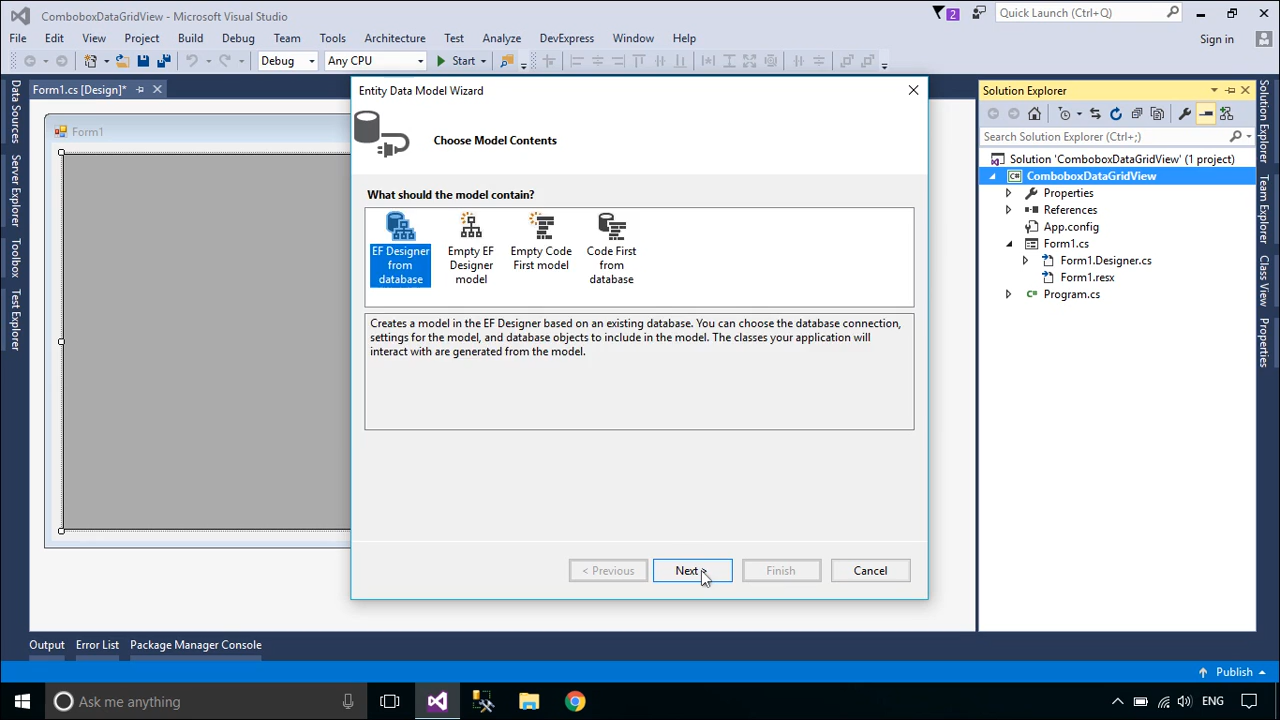 ComboboxDataGridView - Microsoft Visual Studio
2
Quick Launch (Ctrl+Q)
File Edit View Project Build Debug Team Tools Architecture Test Analyze DevExpress Window Help
Sign in
Debug Any CPU Start
Form1.cs [Design]*
Data Sources
Server Explorer
Toolbox
Test Explorer
Form1
Entity Data Model Wizard
Choose Model Contents
What should the model contain?
EF Designer from database
Empty EF Designer model
Empty Code First model
Code First from database
Creates a model in the EF Designer based on an existing database. You can choose the database connection,
settings for the model, and database objects to include in the model. The classes your application will
interact with are generated from the model.
< Previous Next > Finish Cancel
Solution Explorer
Search Solution Explorer (Ctrl+;)
Solution 'ComboboxDataGridView' (1 project)
ComboboxDataGridView
Properties
References
App.config
Form1.cs
Form1.Designer.cs
Form1.resx
Program.cs
Solution Explorer
Team Explorer
Class View
Properties
Output Error List Package Manager Console
Publish
Ask me anything
ENG